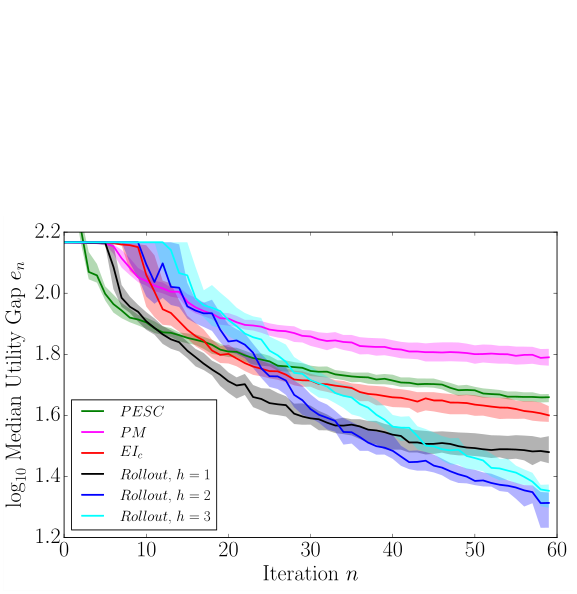 log₁₀ Median Utility Gap eₙ
2.2
2.0
1.8
1.6
1.4
1.2
PESC
PM
EI_c
Rollout, h = 1
Rollout, h = 2
Rollout, h = 3
0 10 20 30 40 50 60
Iteration n